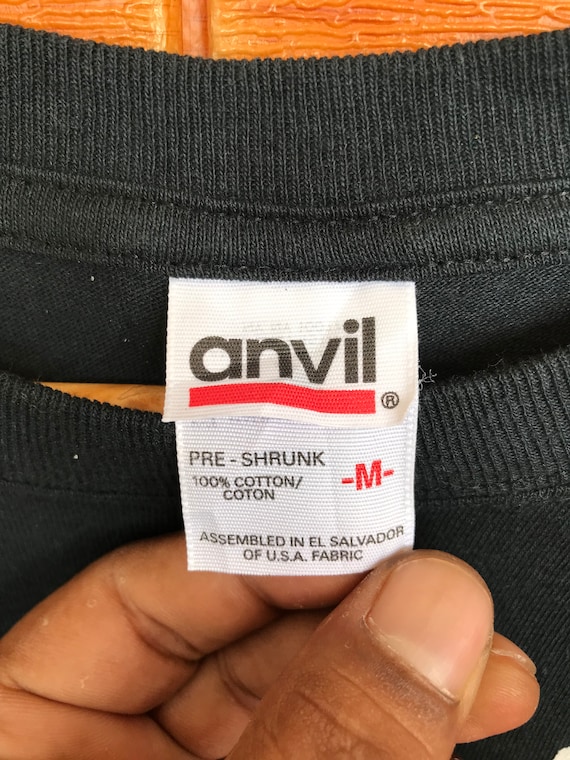 anvil
®
PRE - SHRUNK
100% COTTON/
COTON
-M-
ASSEMBLED IN EL SALVADOR
OF U.S.A. FABRIC